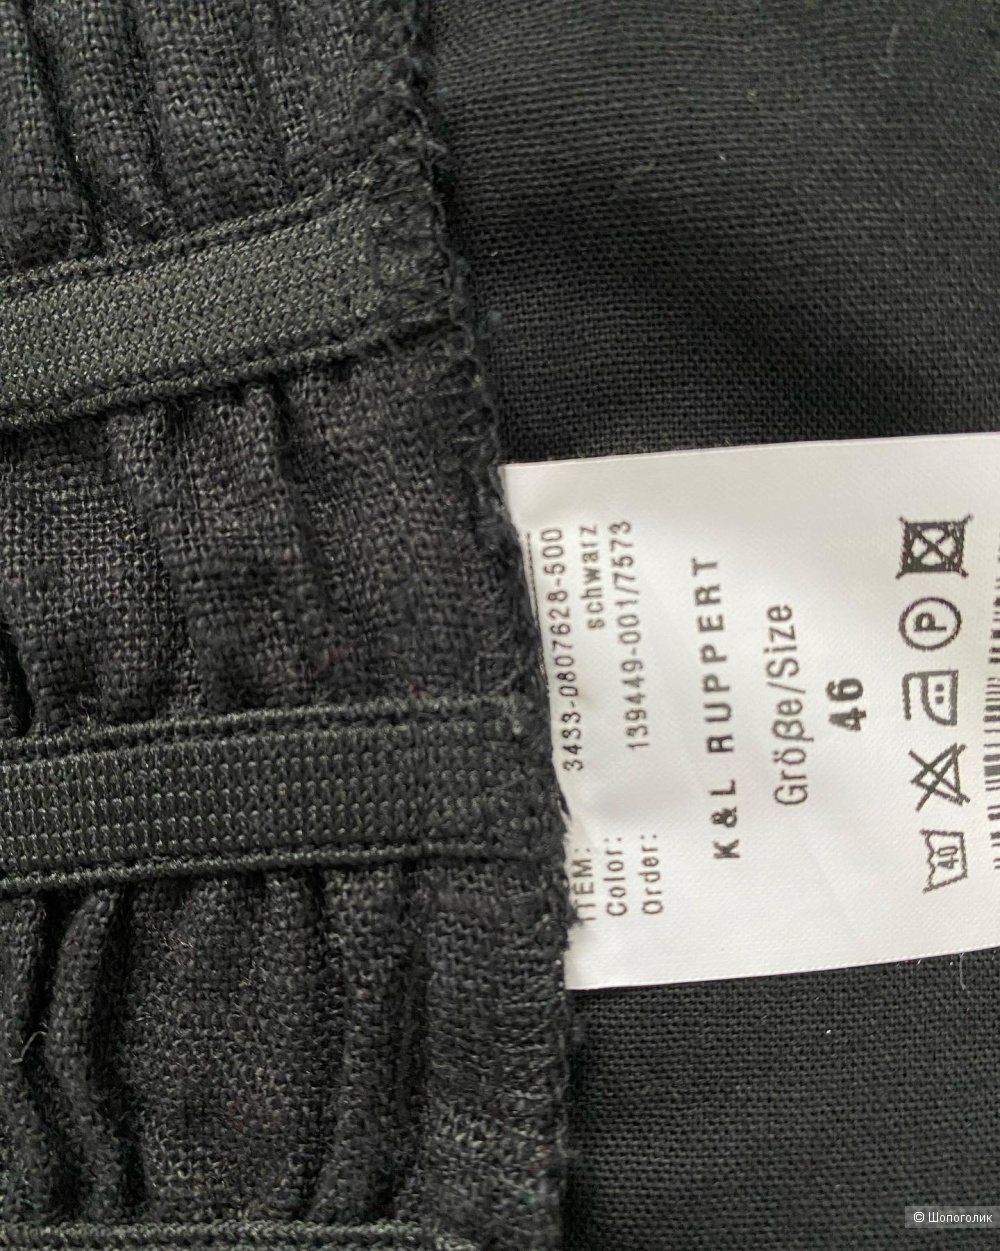 ITEM: 3433-0807628-500
Color: schwarz
Order: 139449-001/7573
K & L RUPPERT
Größe/Size
46
40 P
© Шопоголик